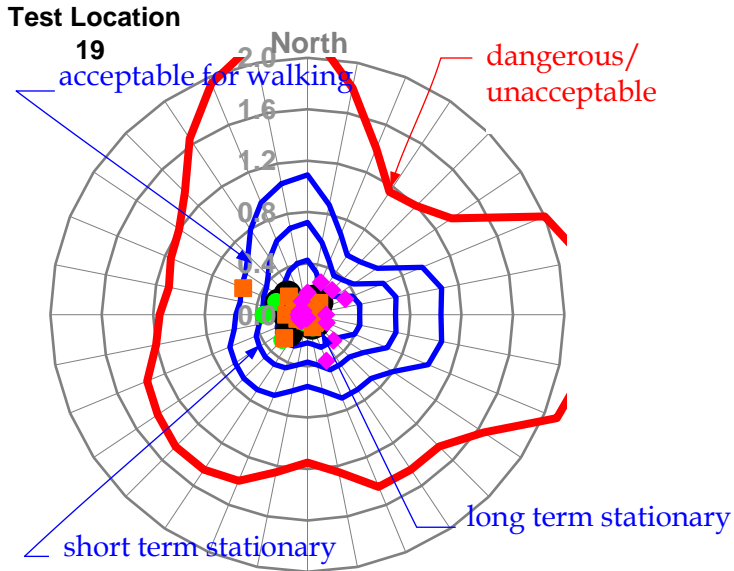 Test Location
19
North
dangerous/
unacceptable
acceptable for walking
2.0
1.6
1.2
0.8
0.4
0.0
long term stationary
short term stationary